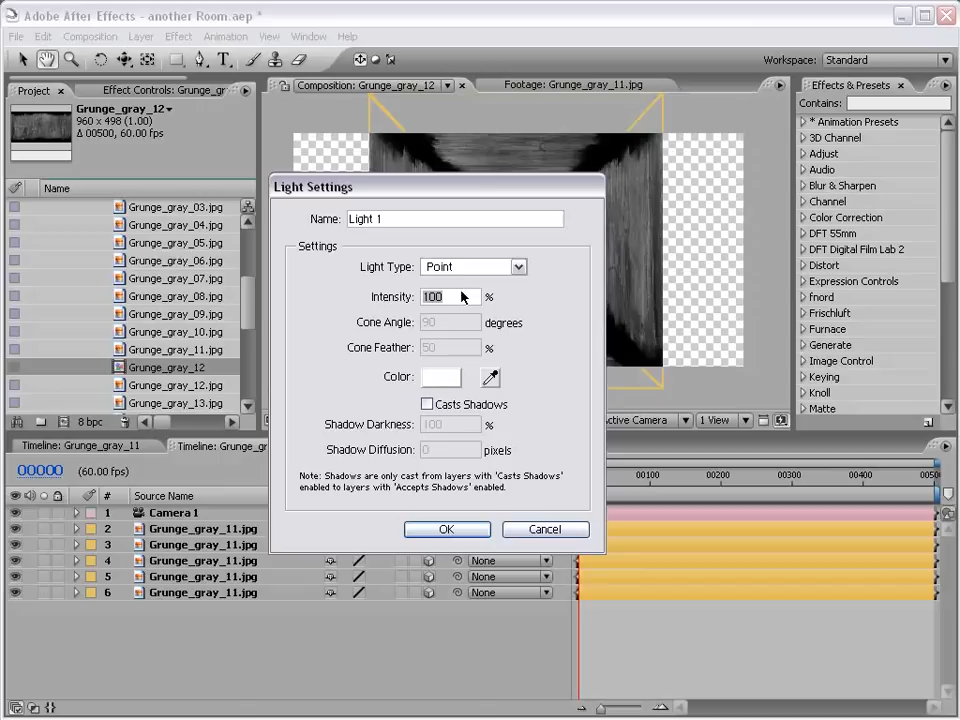 Adobe After Effects - another Room.aep *
File Edit Composition Layer Effect Animation View Window Help
Workspace: Standard
Project × Effect Controls: Grunge_gr
Composition: Grunge_gray_12 ×
Footage: Grunge_gray_11.jpg
Effects & Presets ×
Grunge_gray_12
960 x 498 (1.00)
Δ 00500, 60.00 fps
Contains:
* Animation Presets
3D Channel
Adjust
Audio
Blur & Sharpen
Channel
Color Correction
DFT 55mm
DFT Digital Film Lab 2
Distort
Expression Controls
fnord
Frischluft
Furnace
Generate
Image Control
Keying
Knoll
Matte
Name
Grunge_gray_03.jpg
Grunge_gray_04.jpg
Grunge_gray_05.jpg
Grunge_gray_06.jpg
Grunge_gray_07.jpg
Grunge_gray_08.jpg
Grunge_gray_09.jpg
Grunge_gray_10.jpg
Grunge_gray_11.jpg
Grunge_gray_12
Grunge_gray_12.jpg
Grunge_gray_13.jpg
8 bpc
Light Settings
Name: Light 1
Settings
Light Type: Point
Intensity: 100 %
Cone Angle: 90 degrees
Cone Feather: 50 %
Color:
Casts Shadows
Shadow Darkness: 100 %
Shadow Diffusion: 0 pixels
Note: Shadows are only cast from layers with 'Casts Shadows'
enabled to layers with 'Accepts Shadows' enabled.
OK Cancel
ctive Camera 1 View
Timeline: Grunge_gray_11 Timeline: Grunge_gr
00000 (60.00 fps)
00100 00200 00300 00400 0050
# Source Name
1 Camera 1
2 Grunge_gray_11.jpg
3 Grunge_gray_11.jpg
4 Grunge_gray_11.jpg None
5 Grunge_gray_11.jpg None
6 Grunge_gray_11.jpg None